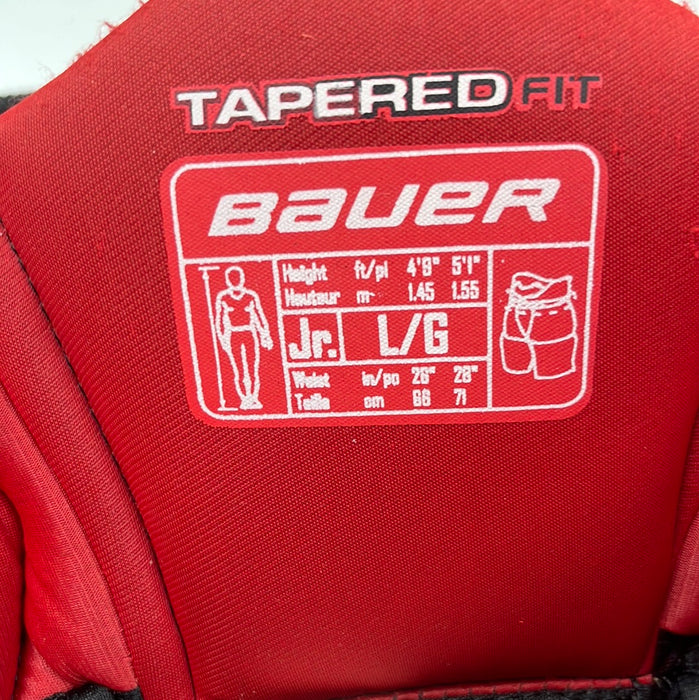 TAPERED FIT
BAUER
Height ft/pi 4'9" 5'1"
Hauteur m 1.45 1.55
Jr. L/G
Waist in/po 26" 28"
Taille cm 66 71